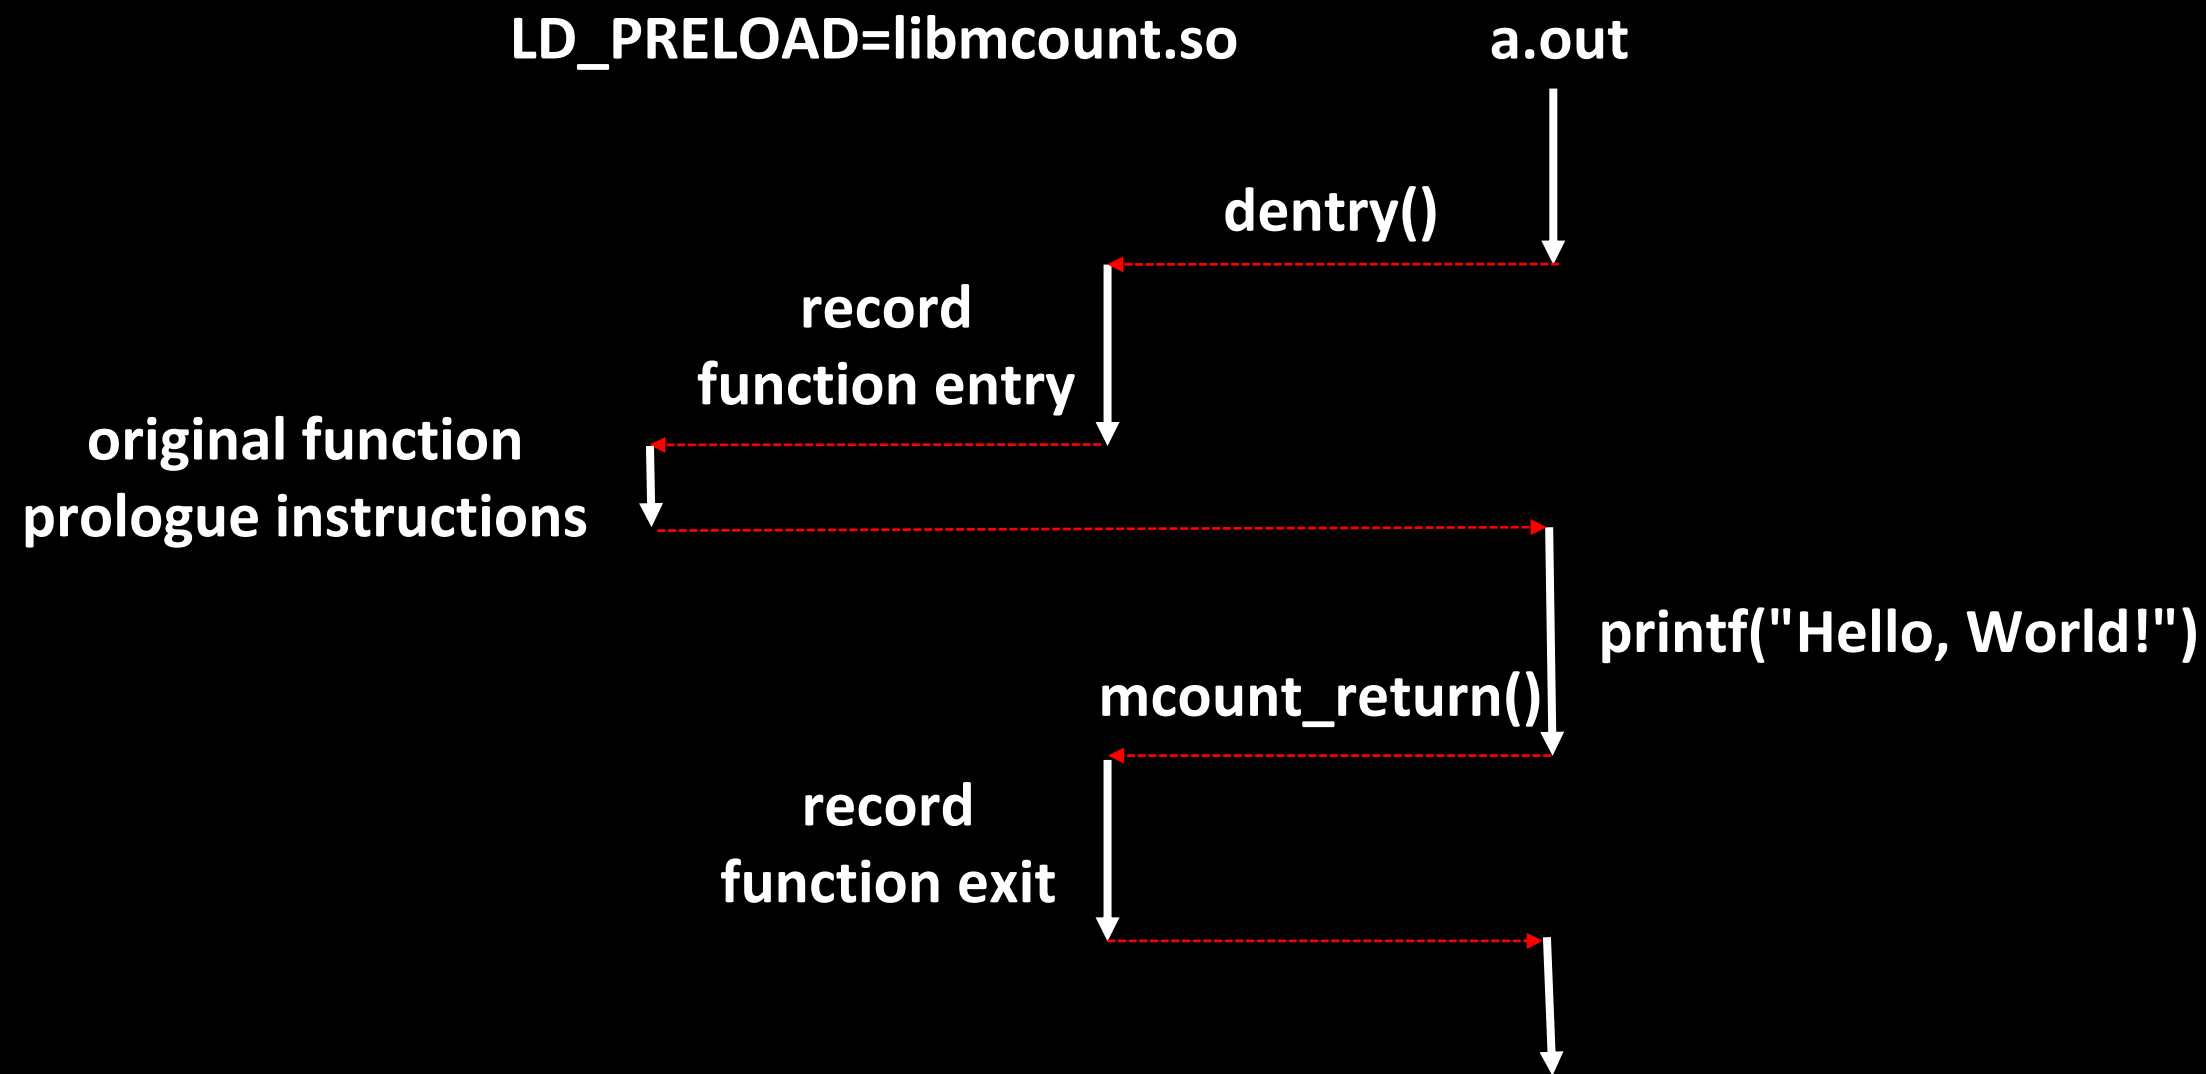 LD_PRELOAD=libmcount.so
a.out
dentry()
record
function entry
original function
prologue instructions
printf("Hello, World!")
mcount_return()
record
function exit